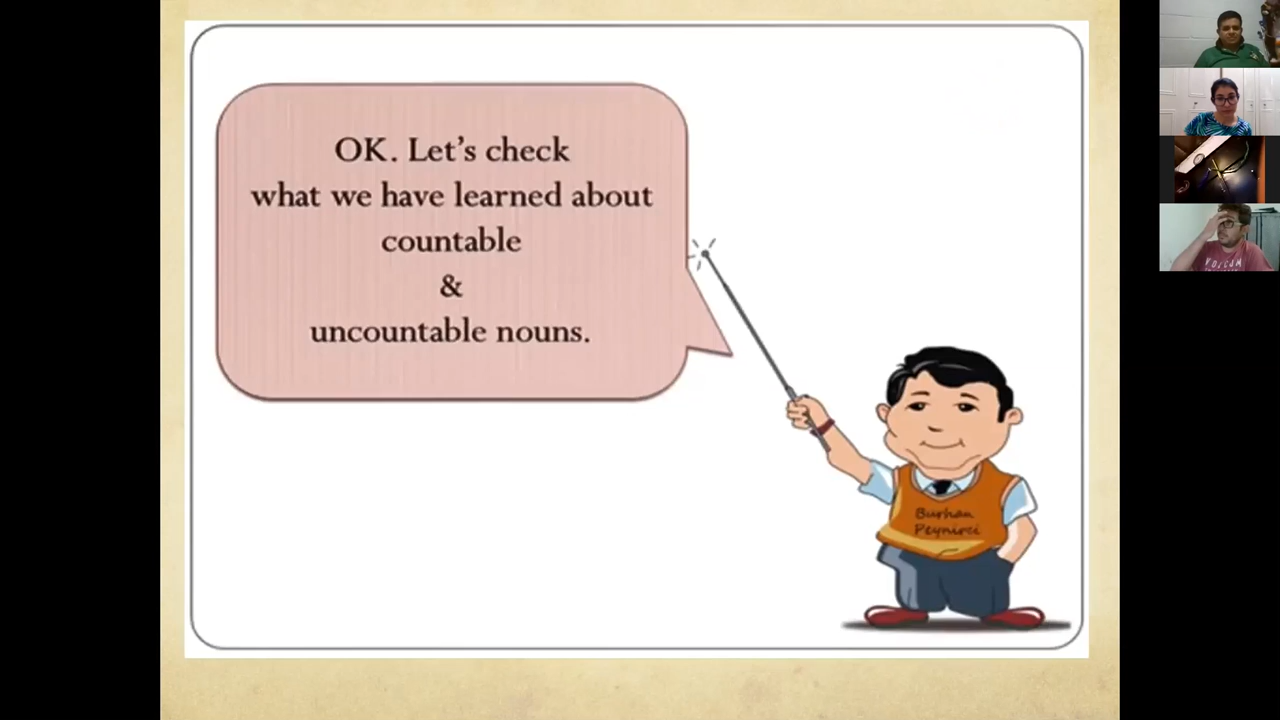 OK. Let's check
what we have learned about
countable
&
uncountable nouns.
Burhan
Peynirci